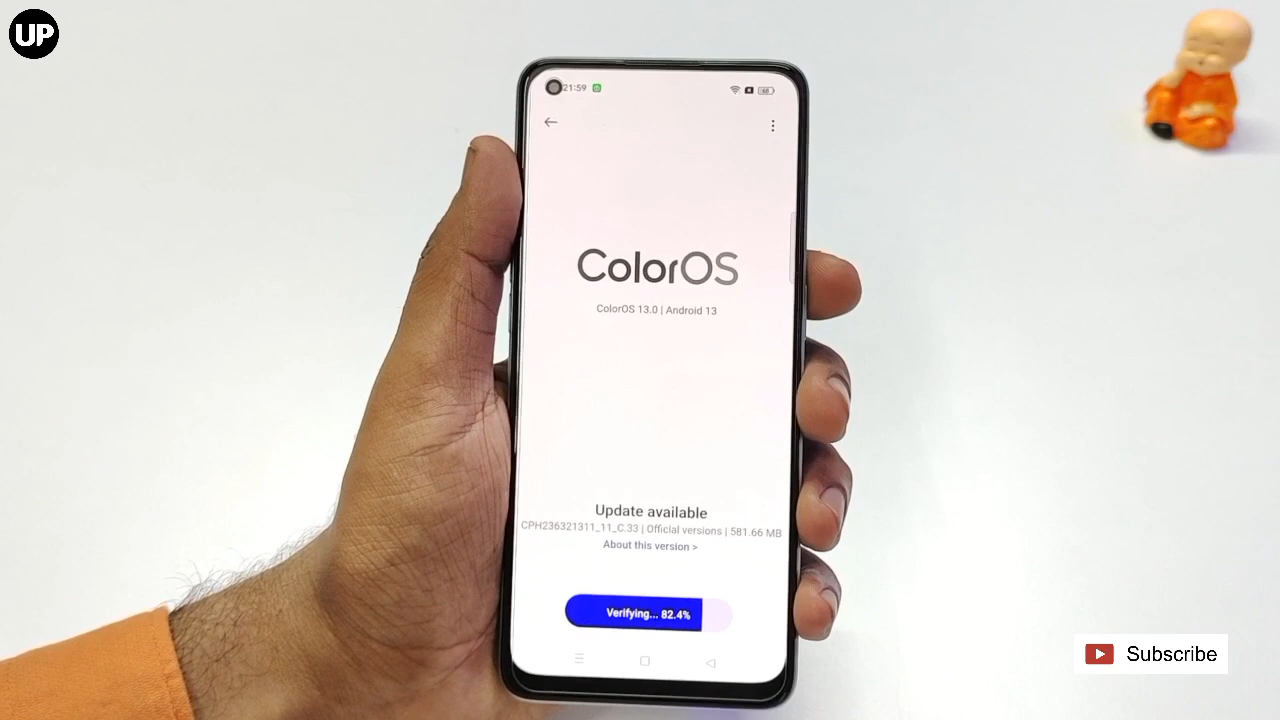 UP
21:59
68
ColorOS
ColorOS 13.0 | Android 13
Update available
CPH236321311_11_C.33 | Official versions | 581.66 MB
About this version >
Verifying... 82.4%
Subscribe